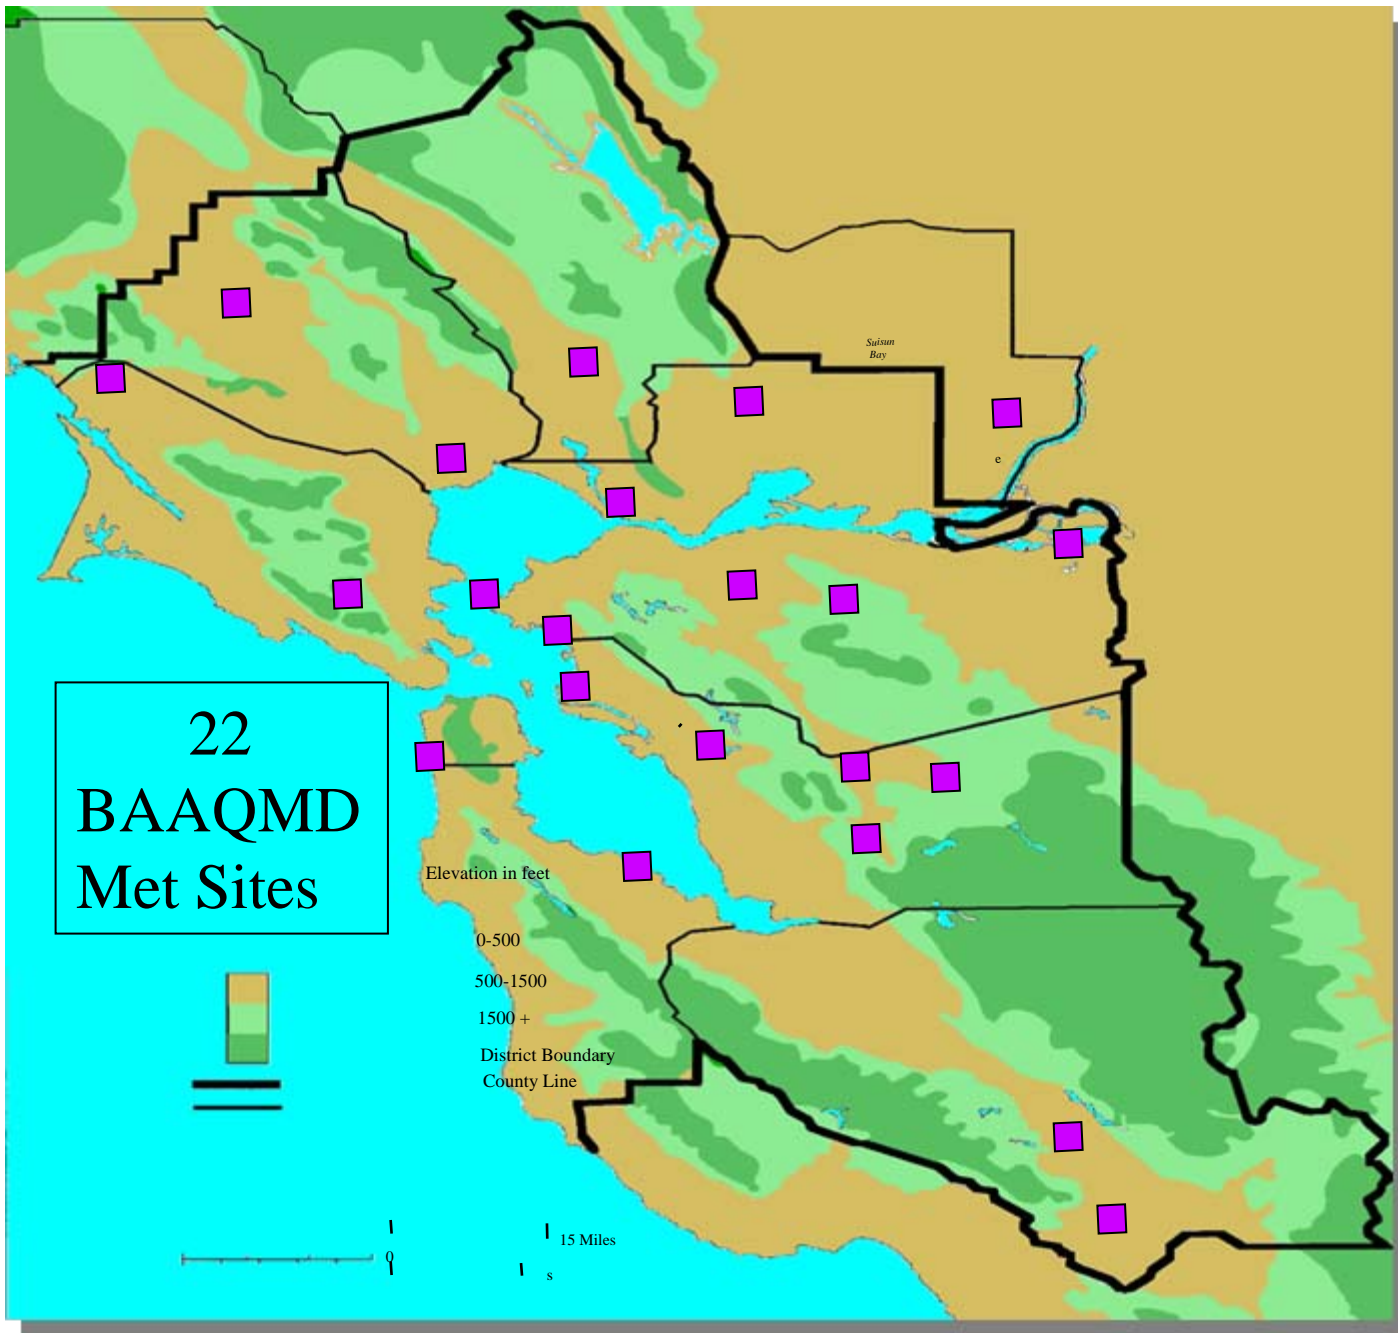 Suisun
Bay
e
22
BAAQMD
Met Sites
Elevation in feet
0-500
500-1500
1500 +
District Boundary
County Line
0
15 Miles
s